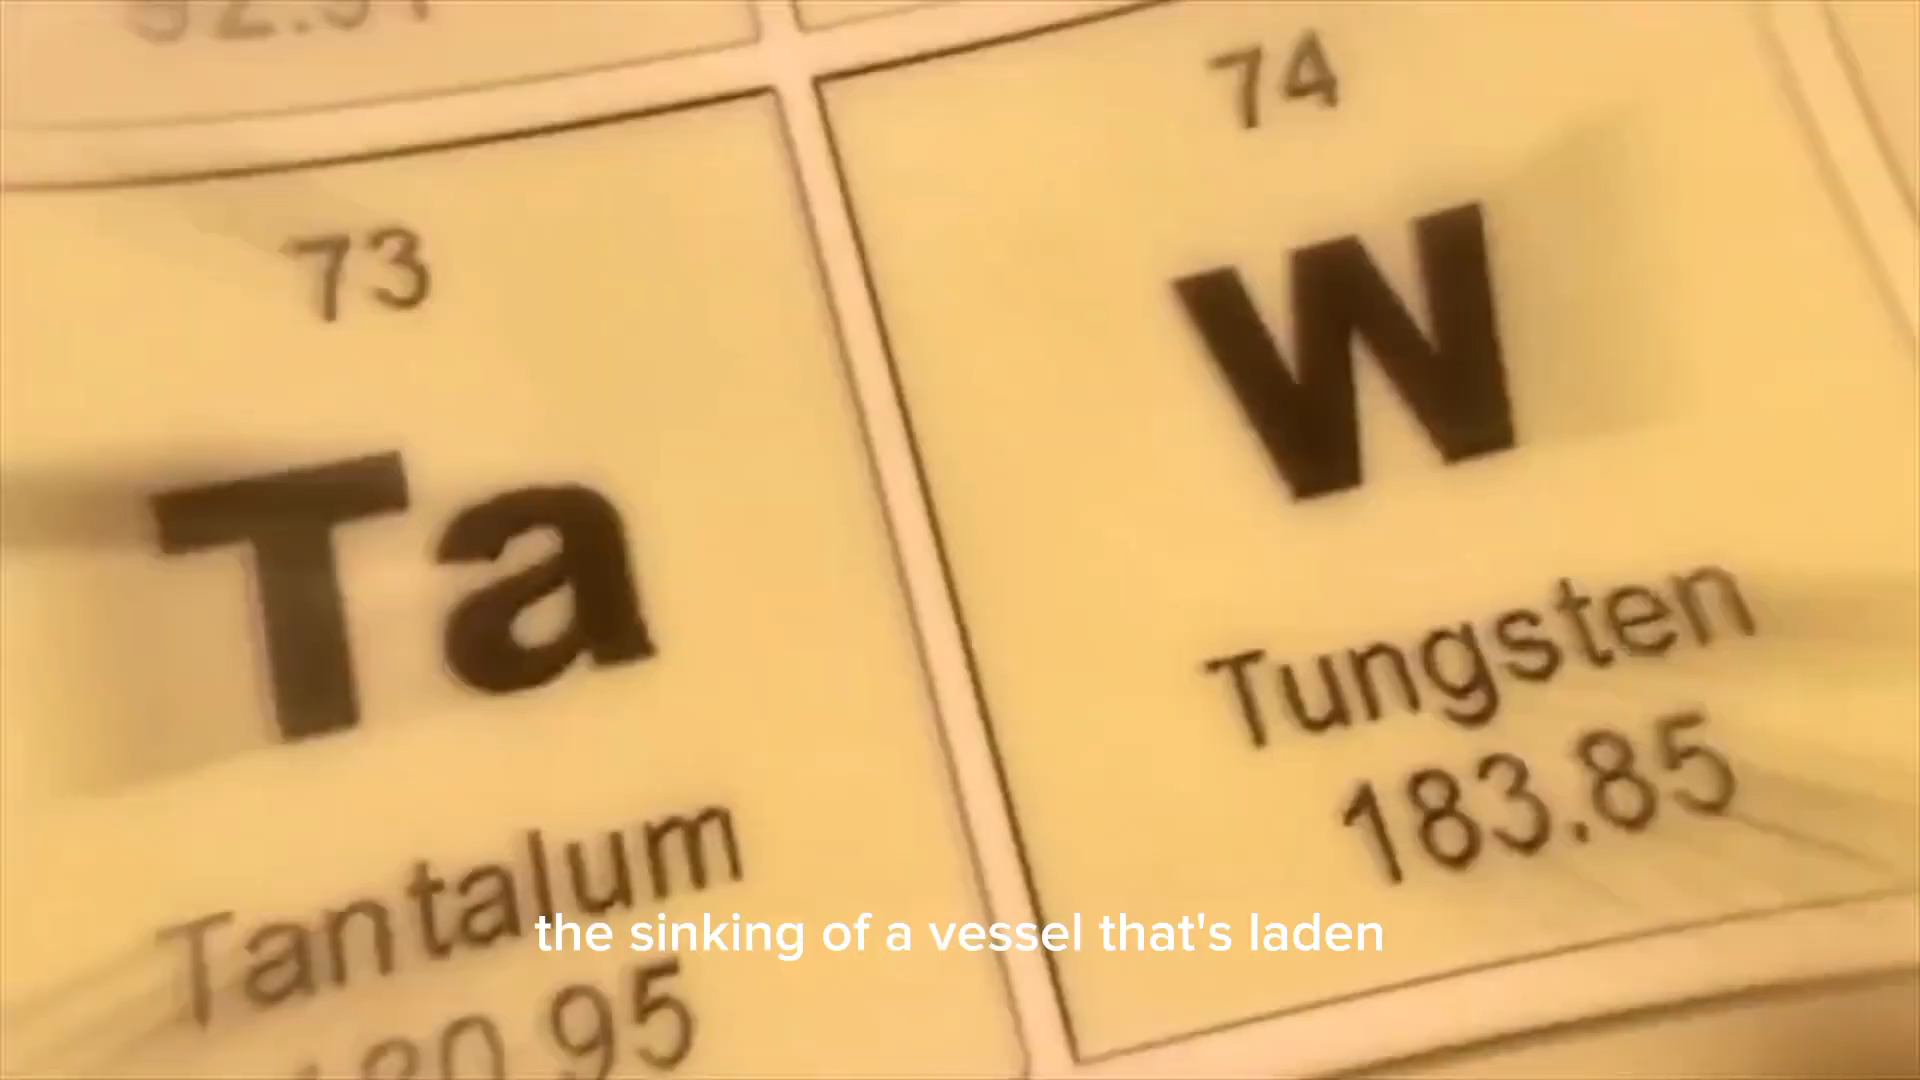 73
Ta
Tantalum
74
W
Tungsten
183.85
the sinking of a vessel that's laden